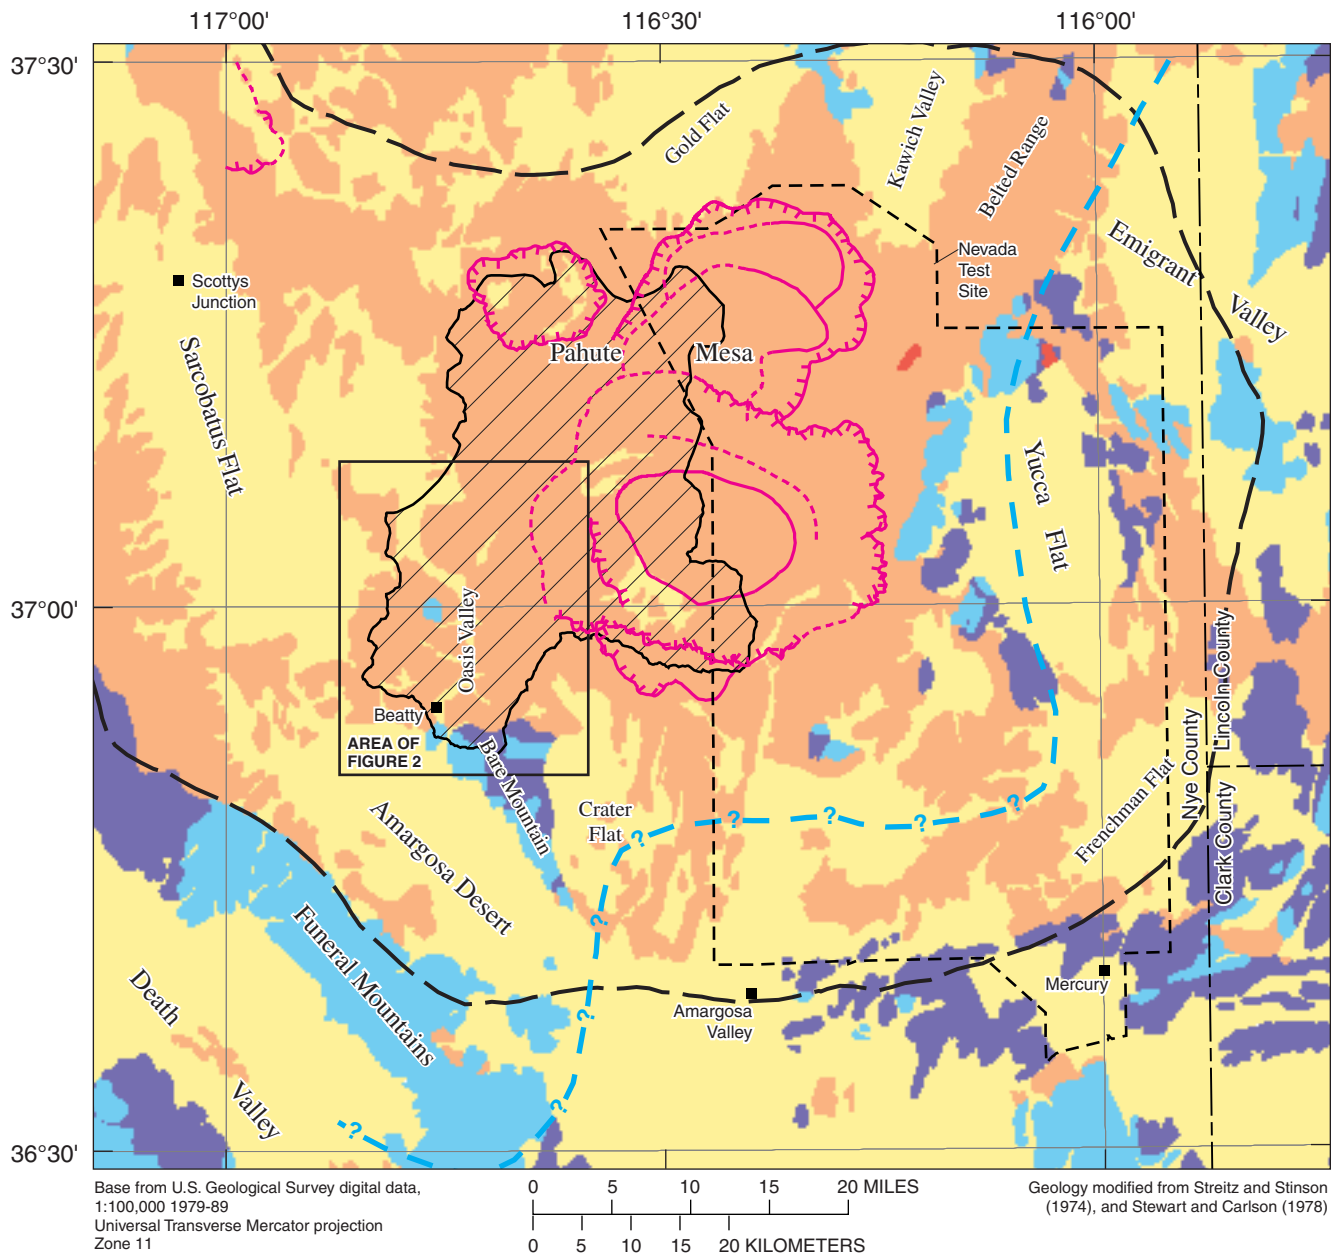 117°00'
116°30'
116°00'
37°30'
37°00'
36°30'
Gold Flat
Kawich Valley
Belted Range
Nevada
Test
Site
Emigrant
Valley
Scottys
Junction
Sarcobatus Flat
Pahute
Mesa
Yucca
Flat
Oasis Valley
Beatty
AREA OF
FIGURE 2
Bare Mountain
Crater
Flat
Amargosa Desert
Funeral Mountains
Death
Valley
Amargosa
Valley
Frenchman Flat
Mercury
Nye County
Lincoln County
Clark County
?
?
?
?
?
?
?
?
?
Base from U.S. Geological Survey digital data,
1:100,000 1979-89
Universal Transverse Mercator projection
Zone 11
0 5 10 15 20 MILES
0 5 10 15 20 KILOMETERS
Geology modified from Streitz and Stinson
(1974), and Stewart and Carlson (1978)